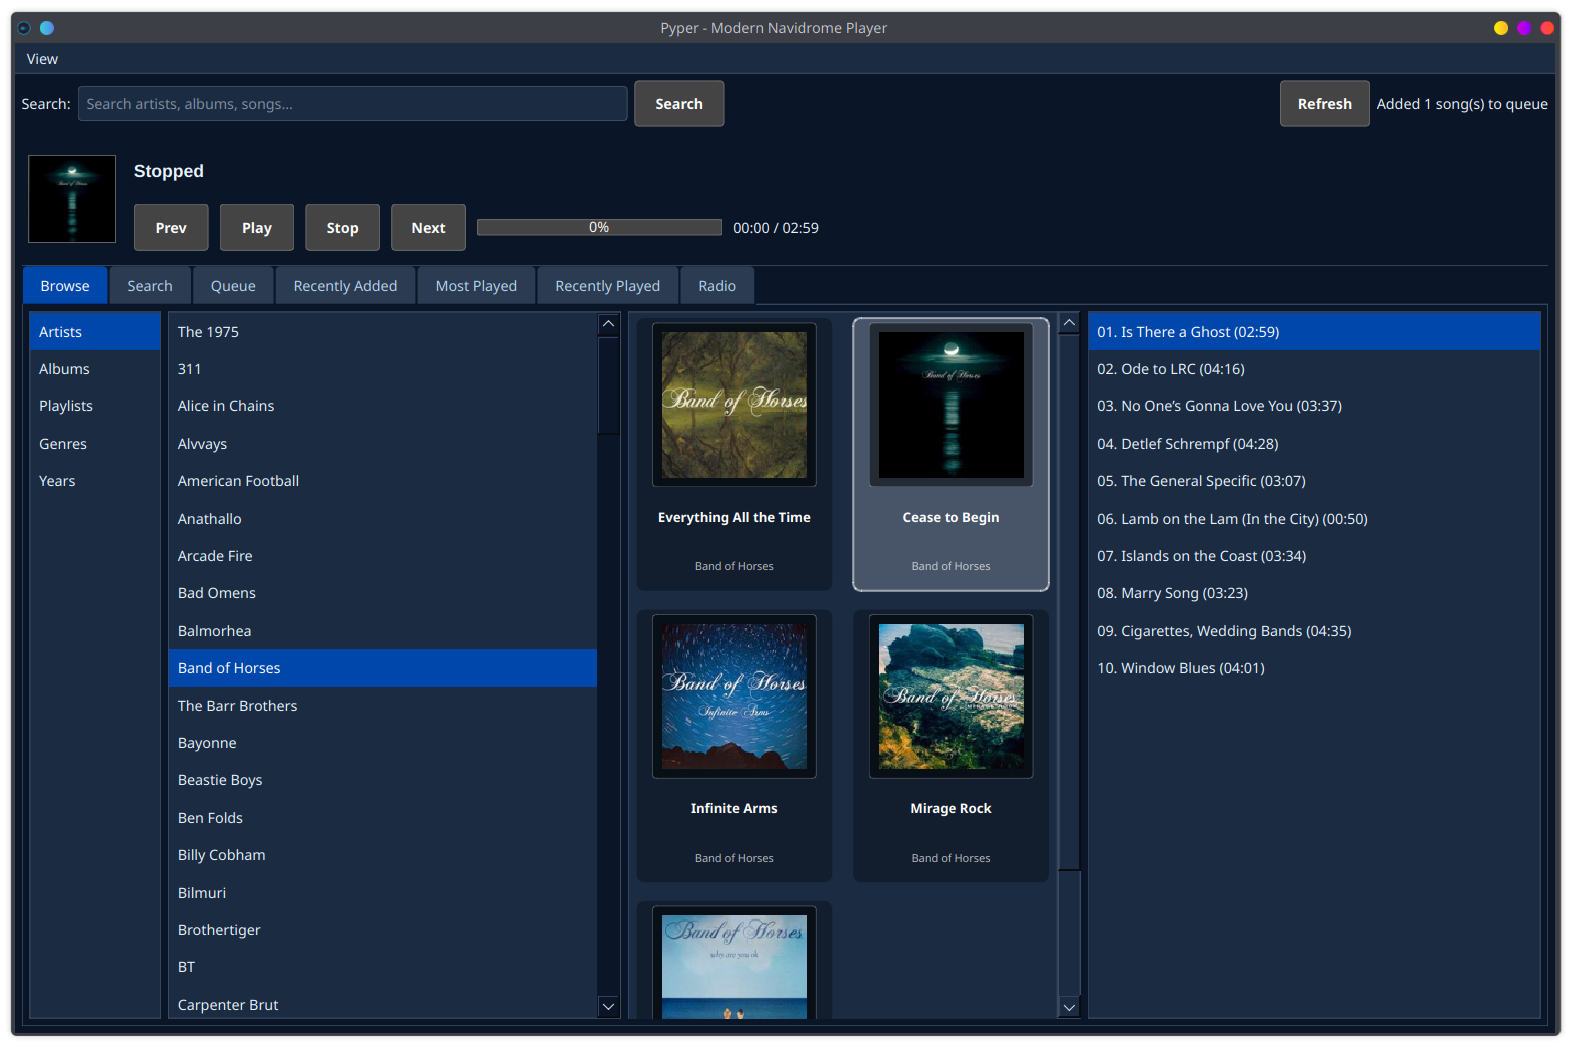 Pyper - Modern Navidrome Player
View
Search: Search artists, albums, songs... Search Refresh Added 1 song(s) to queue
Band of Horses
Stopped
Prev Play Stop Next 0% 00:00 / 02:59
Browse Search Queue Recently Added Most Played Recently Played Radio
Artists
Albums
Playlists
Genres
Years
The 1975
311
Alice in Chains
Alvvays
American Football
Anathallo
Arcade Fire
Bad Omens
Balmorhea
Band of Horses
The Barr Brothers
Bayonne
Beastie Boys
Ben Folds
Billy Cobham
Bilmuri
Brothertiger
BT
Carpenter Brut
Band of Horses
Everything All the Time
Band of Horses
Band of Horses
Cease to Begin
Band of Horses
Band of Horses
Infinite Arms
Infinite Arms
Band of Horses
Band of Horses
MIRAGE ROCK
Mirage Rock
Band of Horses
Band of Horses
why are you ok
01. Is There a Ghost (02:59)
02. Ode to LRC (04:16)
03. No One’s Gonna Love You (03:37)
04. Detlef Schrempf (04:28)
05. The General Specific (03:07)
06. Lamb on the Lam (In the City) (00:50)
07. Islands on the Coast (03:34)
08. Marry Song (03:23)
09. Cigarettes, Wedding Bands (04:35)
10. Window Blues (04:01)